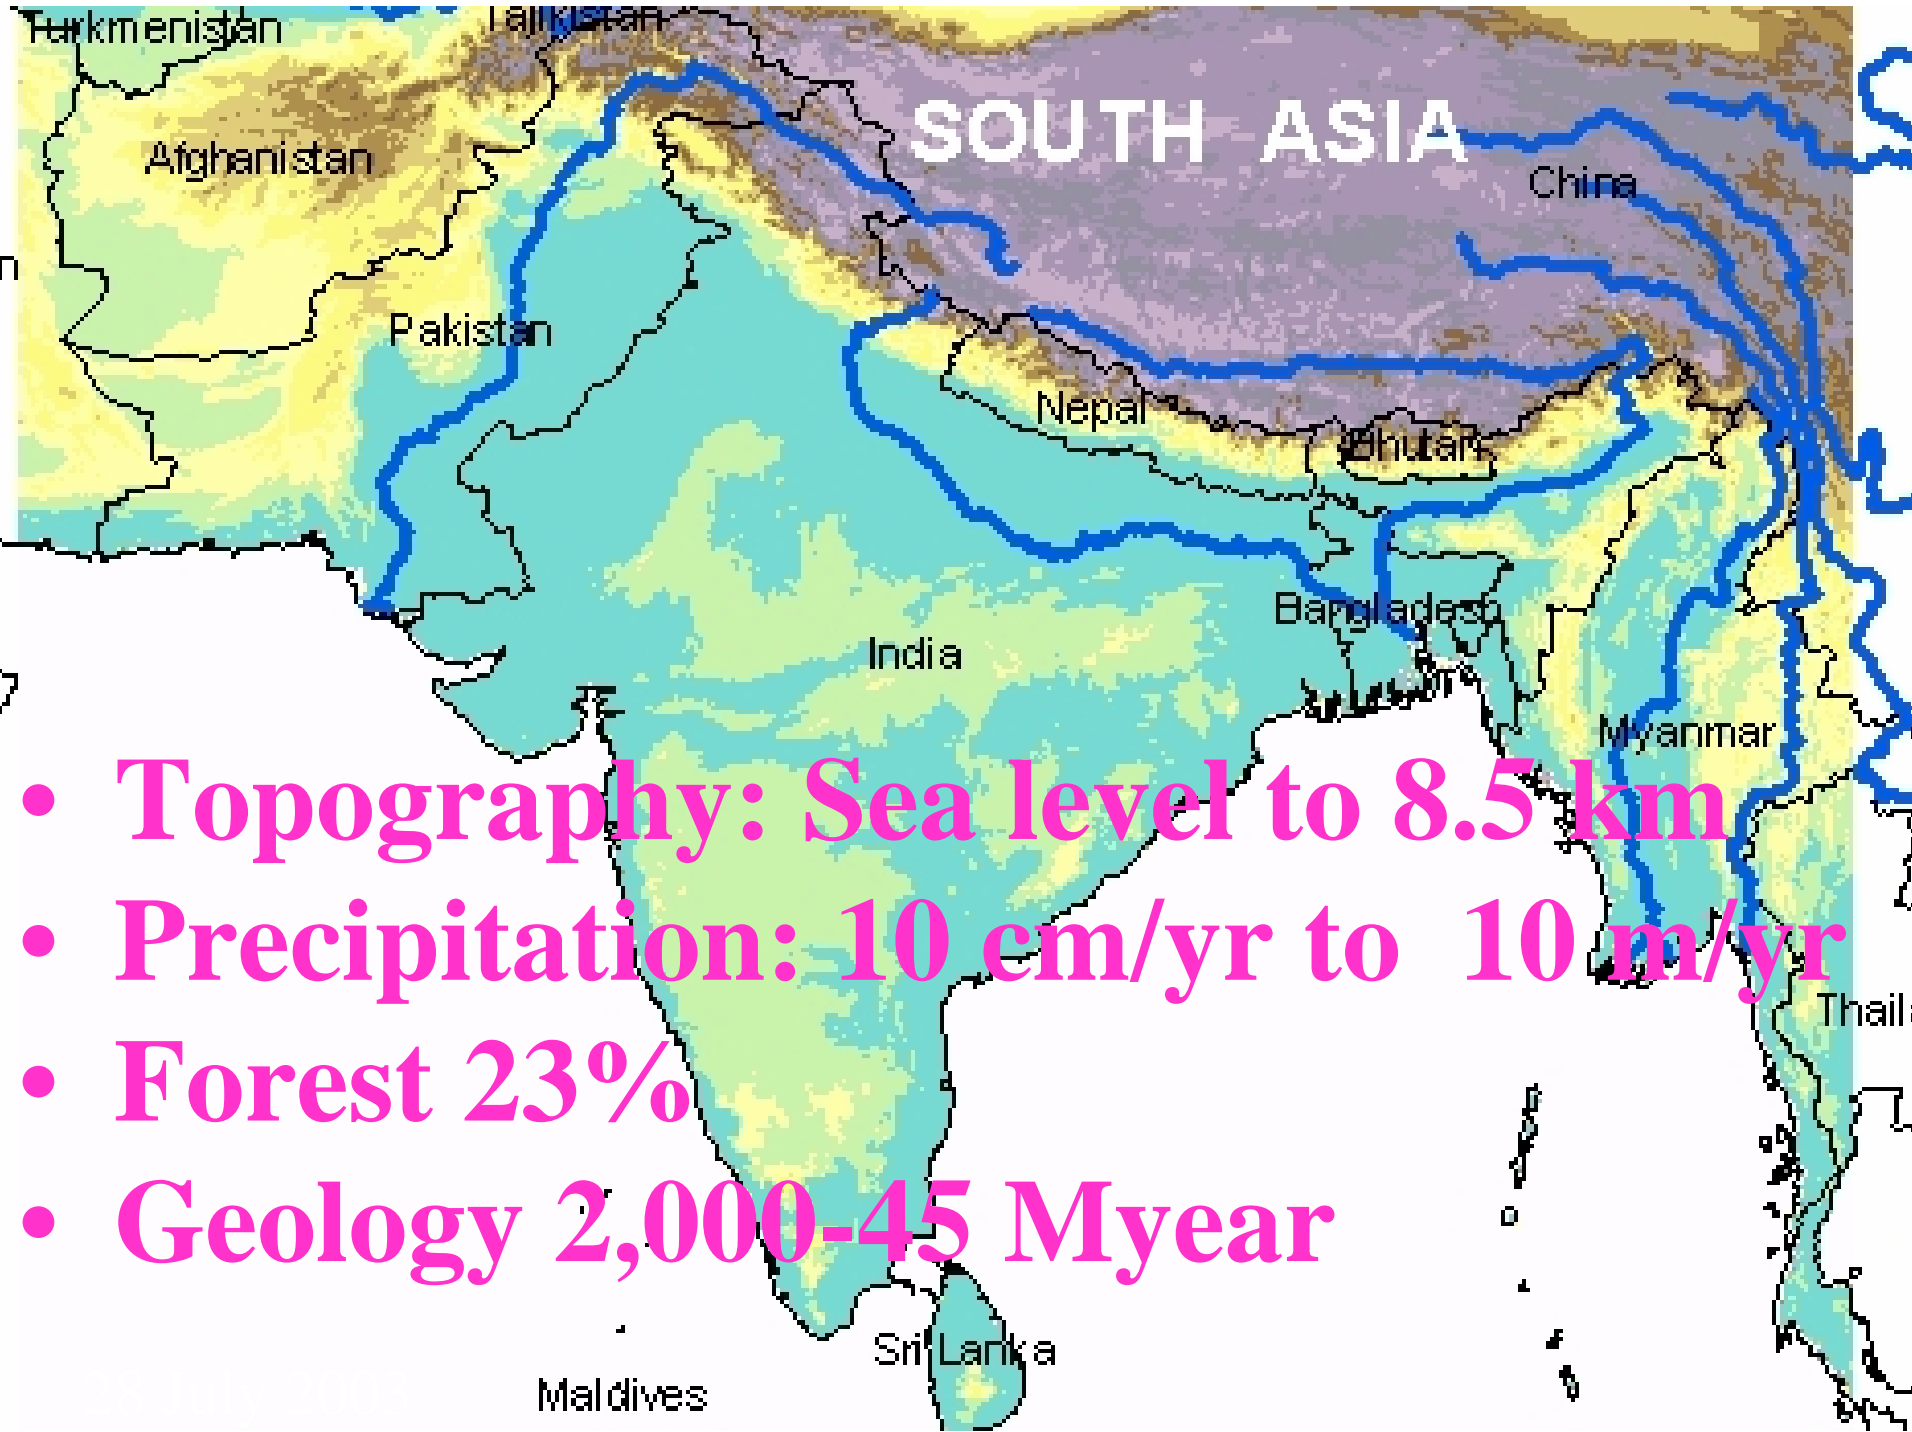 Turkmenistan
Tajikistan
SOUTH ASIA
Afghanistan
China
n
Pakistan
Nepal
Bhutan
Bangladesh
India
Myanmar
• Topography: Sea level to 8.5 km
• Precipitation: 10 cm/yr to 10 m/yr
Thail
• Forest 23%
• Geology 2,000-45 Myear
Sri Lanka
Maldives